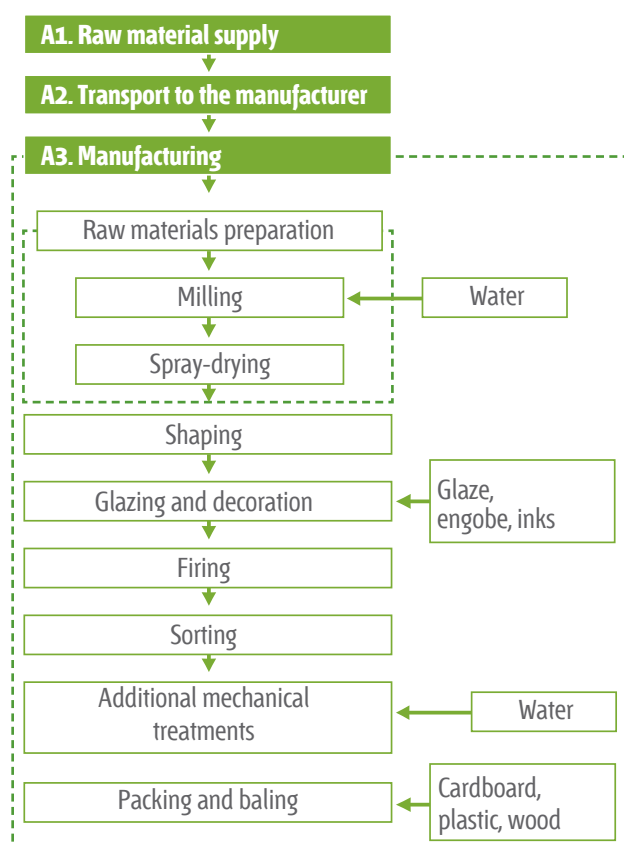 A1. Raw material supply
A2. Transport to the manufacturer
A3. Manufacturing
Raw materials preparation
Milling
Water
Spray-drying
Shaping
Glazing and decoration
Glaze,
engobe, inks
Firing
Sorting
Additional mechanical
treatments
Water
Packing and baling
Cardboard,
plastic, wood